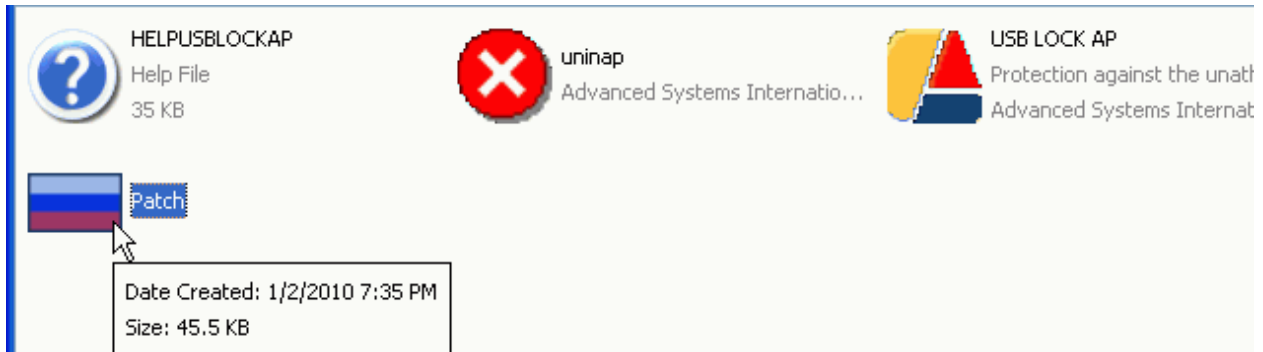 HELPUSBLOCKAP
Help File
35 KB
uninap
Advanced Systems Internatio...
USB LOCK AP
Protection against the unath
Advanced Systems Internat
Patch
Date Created: 1/2/2010 7:35 PM
Size: 45.5 KB